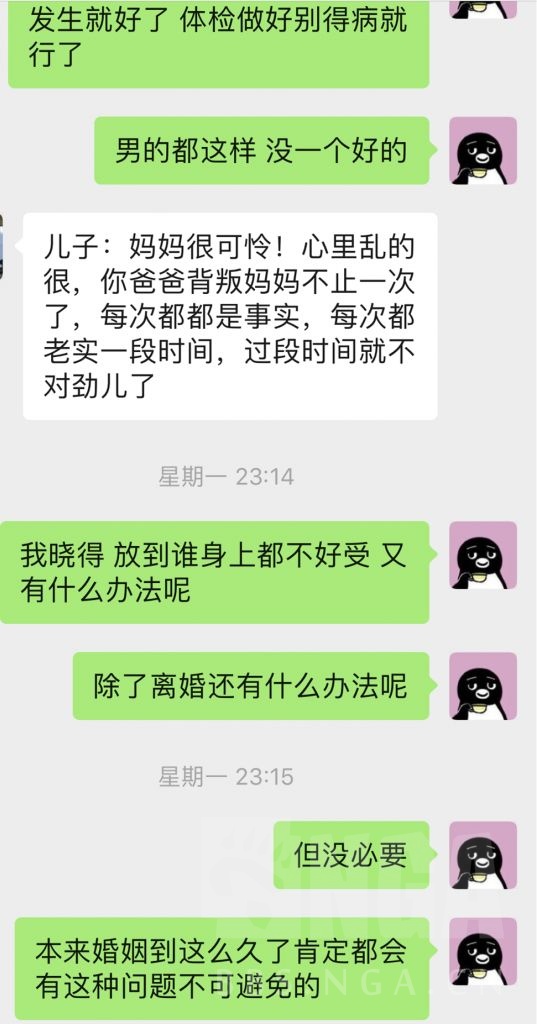 发生就好了 体检做好别得病就
行了
男的都这样 没一个好的
儿子：妈妈很可怜！心里乱的
很，你爸爸背叛妈妈不止一次
了，每次都都是事实，每次都
老实一段时间，过段时间就不
对劲儿了
星期一 23:14
我晓得 放到谁身上都不好受 又
有什么办法呢
除了离婚还有什么办法呢
星期一 23:15
但没必要
本来婚姻到这么久了肯定都会
有这种问题不可避免的
NGA
BBS.NGA.CN